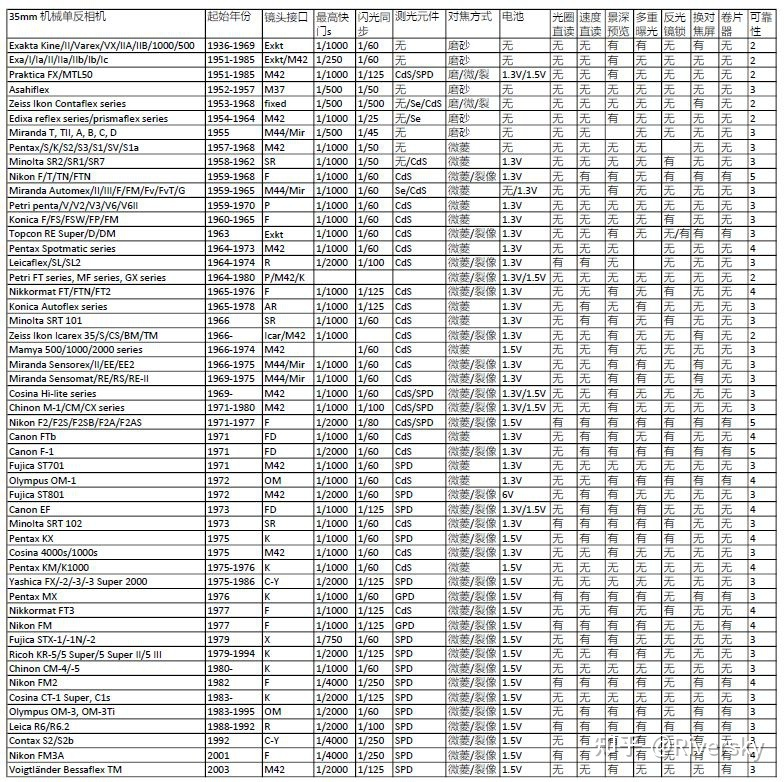 35mm 机械单反相机 起始年份 镜头接口 最高快门s 闪光同步 测光元件 对焦方式 电池 光圈直读 速度直读 景深预览 多重曝光 反光镜锁 换对焦屏 卷片器 可靠性
Exakta Kine/II/Varex/VX/IIA/IIB/1000/500 1936-1969 Exkt 1/1000 1/60 无 磨砂 无 无 无 有 有 无 有 无 2
Exa/I/Ia/II/IIa/IIb/Ib/Ic 1951-1985 Exkt/M42 1/250 1/60 无 磨砂 无 无 无 无 无 无 无 无 2
Praktica FX/MTL50 1951-1985 M42 1/1000 1/125 CdS/SPD 磨/微/裂 1.3V/1.5V 无 无 有 无 无 无 无 2
Asahiflex 1952-1957 M37 1/500 1/50 无 磨砂 无 无 无 无 无 无 无 无 3
Zeiss Ikon Contaflex series 1953-1968 fixed 1/500 1/500 无/Se/CdS 磨/微/裂 无 无 无 无 无 有 无 2
Edixa reflex series/prismaflex series 1954-1964 M42 1/1000 1/25 无/Se 磨砂 无 无 有 无 无 无 无 3
Miranda T, TII, A, B, C, D 1955 M44/Mir 1/500 1/45 无 磨砂 无 无 无 无 无 无 3
Pentax/S/K/S2/S3/S1/SV/S1a 1957-1968 M42 1/1000 1/50 无 微菱 无 无 无 无 无 无 无 3
Minolta SR2/SR1/SR7 1958-1962 SR 1/1000 1/60 无/CdS 微菱 1.3V 无 无 无 无 有 无 无 3
Nikon F/T/TN/FTN 1959-1968 F 1/1000 1/60 CdS 微菱/裂像 1.3V 无 有 有 无 有 有 有 5
Miranda Automex/II/III/F/FM/Fv/FvT/G 1959-1965 M44/Mir 1/1000 1/60 Se/CdS 微菱 无/1.3V 无 无 有 无 无 无 无 3
Petri penta/V/V2/V3/V6/V6II 1959-1970 P 1/1000 1/60 CdS 微菱 1.3V 无 无 无 无 无 无 无 3
Konica F/FS/FSW/FP/FM 1960-1965 F 1/1000 1/60 CdS 微菱 1.3V 无 无 无 无 有 无 无 3
Topcon RE Super/D/DM 1963 Exkt 1/1000 1/60 CdS 微菱/裂像 1.3V 无 无 有 无 无/有 有 有 3
Pentax Spotmatic series 1964-1973 M42 1/1000 1/60 CdS 微菱 1.3V 无 无 无 无 无 无 4
Leicaflex/SL/SL2 1964-1974 R 1/2000 1/100 CdS 微菱/裂像 1.3V 有 有 无 无 无 无 3
Petri FT series, MF series, GX series 1964-1980 P/M42/K 微菱/裂像 1.3V/1.5V 无 无 无 无 无 无 无 2
Nikkormat FT/FTN/FT2 1965-1976 F 1/1000 1/125 CdS 微菱/裂像 1.3V 无 无 有 无 有 无 无 4
Konica Autoflex series 1965-1978 AR 1/1000 1/125 CdS 微菱 1.3V 无 有 有 无 无 无 无 3
Minolta SRT 101 1966 SR 1/1000 1/60 CdS 微菱 1.3V 无 有 有 无 有 无 无 3
Zeiss Ikon Icarex 35/S/CS/BM/TM 1966- Icar/M42 1/1000 CdS 微菱/裂像 1.3V 无 无 有 无 无 有 无 2
Mamya 500/1000/2000 series 1966-1974 M42 1/60 CdS 微菱 1.5V 无 无 有 无 无 无 无 3
Miranda Sensorex/II/EE/EE2 1966-1975 M44/Mir 1/1000 1/60 CdS 微菱/裂像 1.3V 无 无 有 无 无 无 无 3
Miranda Sensomat/RE/RS/RE-II 1969-1975 M44/Mir 1/1000 1/60 CdS 微菱/裂像 1.3V 无 无 有 无 无 无 无 3
Cosina Hi-lite series 1969- M42 1/1000 1/60 CdS/SPD 微菱/裂像 1.3V/1.5V 无 无 有 无 无 无 无 3
Chinon M-1/CM/CX series 1971-1980 M42 1/1000 1/100 CdS/SPD 微菱/裂像 1.3V/1.5V 无 无 有 无 无 无 无 3
Nikon F2/F2S/F2SB/F2A/F2AS 1971-1977 F 1/2000 1/80 CdS/SPD 微菱/裂像 1.5V 有 有 有 有 有 有 有 5
Canon FTb 1971 FD 1/1000 1/60 CdS 微菱/裂像 1.3V 无 无 有 无 有 无 无 4
Canon F-1 1971 FD 1/2000 1/60 CdS 微菱/裂像 1.3V 无 有 有 有 有 有 有 5
Fujica ST701 1971 M42 1/1000 1/60 SPD 微菱 1.3V 无 无 有 无 无 无 无 3
Olympus OM-1 1972 OM 1/1000 1/60 CdS 微菱/裂像 1.3V 无 无 有 无 有 有 有 4
Fujica ST801 1972 M42 1/2000 1/60 SPD 微菱/裂像 6V 无 有 有 无 无 无 无 3
Canon EF 1973 FD 1/1000 1/125 SPD 微菱/裂像 1.3V/1.5V 无 有 有 有 有 无 无 4
Minolta SRT 102 1973 SR 1/1000 1/60 CdS 微菱/裂像 1.3V 有 有 有 有 有 无 无 3
Pentax KX 1975 K 1/1000 1/60 SPD 微菱/裂像 1.5V 有 有 有 无 有 无 无 4
Cosina 4000s/1000s 1975 M42 1/1000 1/60 CdS 微菱/裂像 1.3V 无 无 有 无 无 无 无 3
Pentax KM/K1000 1975-1976 K 1/1000 1/60 CdS 微菱 1.3V 无 无 无 无 无 无 4
Yashica FX/-2/-3/-3 Super 2000 1975-1986 C-Y 1/2000 1/125 SPD 微菱/裂像 1.5V 无 无 无 无 无 无 无 3
Pentax MX 1976 K 1/1000 1/60 GPD 微菱/裂像 1.5V 有 有 有 无 有 有 3
Nikkormat FT3 1977 F 1/1000 1/125 CdS 微菱/裂像 1.5V 无 无 有 无 有 无 无 4
Nikon FM 1977 F 1/1000 1/125 GPD 微菱/裂像 1.5V 有 有 有 有 无 无 有 4
Fujica STX-1/-1N/-2 1979 X 1/750 1/60 SPD 微菱/裂像 1.5V 无 有 有 无 无 无 3
Ricoh KR-5/5 Super/5 Super II/5 III 1979-1994 K 1/2000 1/125 SPD 微菱/裂像 1.5V 无 无 无 无 无 无 3
Chinon CM-4/-5 1980- K 1/1000 1/60 SPD 微菱/裂像 1.5V 无 无 无 无 无 无 3
Nikon FM2 1982 F 1/4000 1/250 SPD 微菱/裂像 1.5V 有 有 有 有 无 有 有 4
Cosina CT-1 Super, C1s 1983- K 1/2000 1/125 SPD 微菱/裂像 1.5V 无 无 无 无 无 无 3
Olympus OM-3, OM-3Ti 1983-1995 OM 1/2000 1/60 SPD 微菱/裂像 1.5V 无 有 有 无 有 有 3
Leica R6/R6.2 1988-1992 R 1/2000 1/100 SPD 微菱/裂像 1.5V 有 有 有 有 有 有 有 3
Contax S2/S2b 1992 C-Y 1/4000 1/250 SPD 微菱/裂像 1.5V 无 有 有 3
Nikon FM3A 2001 F 1/4000 1/250 SPD 微菱/裂像 1.5V 有 有 有 有 3
Voigtländer Bessaflex TM 2003 M42 1/2000 1/125 SPD 微菱/裂像 1.5V 无 无 有 无 无 无 无 3
知乎 @Riversky